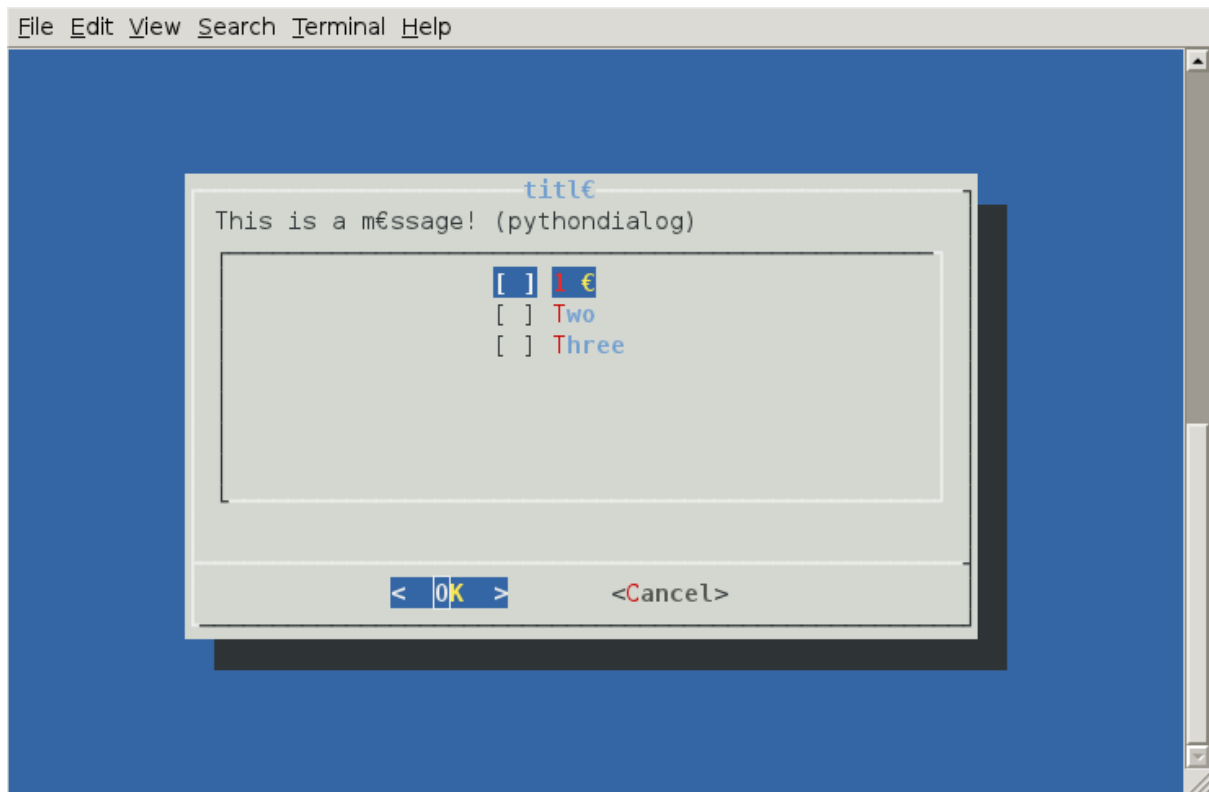 File Edit View Search Terminal Help
titl€
This is a m€ssage! (pythondialog)
[ ] 1 €
[ ] Two
[ ] Three
< OK > <Cancel>